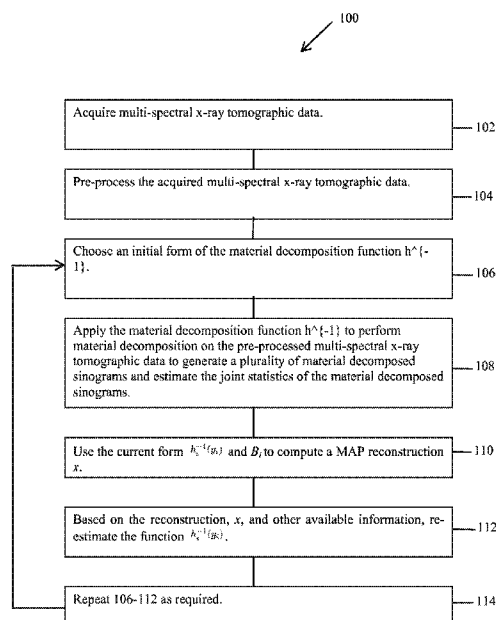 100
Acquire multi-spectral x-ray tomographic data.
102
Pre-process the acquired multi-spectral x-ray tomographic data.
104
Choose an initial form of the material decomposition function h^{-
1}.
106
Apply the material decomposition function h^{-1} to perform
material decomposition on the pre-processed multi-spectral x-ray
tomographic data to generate a plurality of material decomposed
sinograms and estimate the joint statistics of the material decomposed
sinograms.
108
Use the current form and B_i to compute a MAP reconstruction
x.
110
Based on the reconstruction, x, and other available information, re-
estimate the function
112
Repeat 106-112 as required.
114